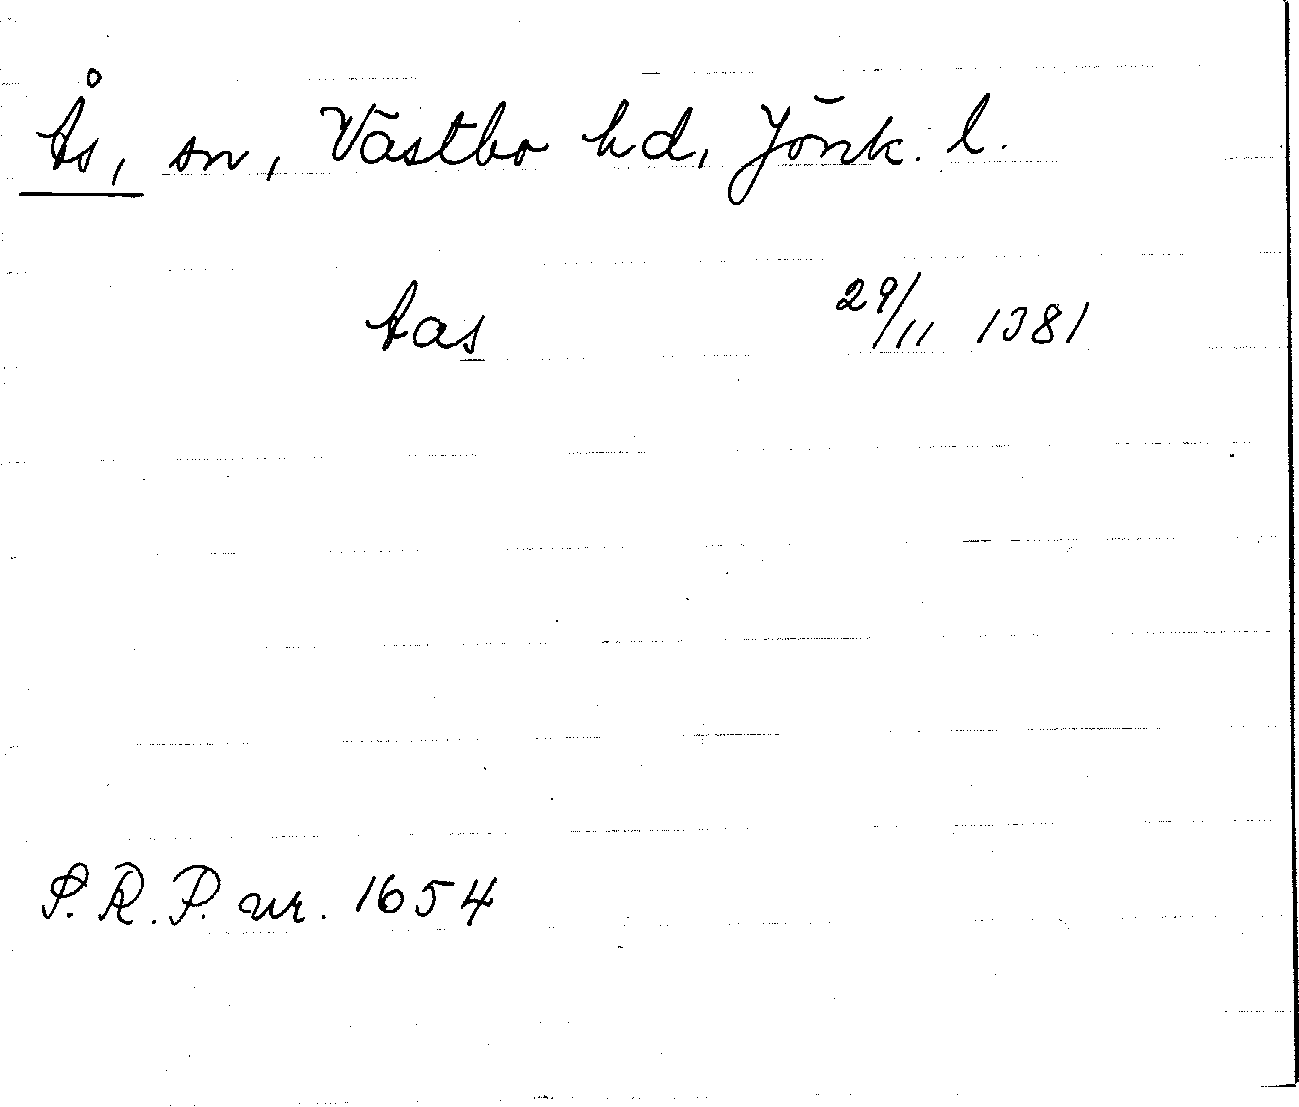 Ås, sn, Västbo hd, Jönk. l.
Aas 29/11 1381
S.R.P. nr. 1654